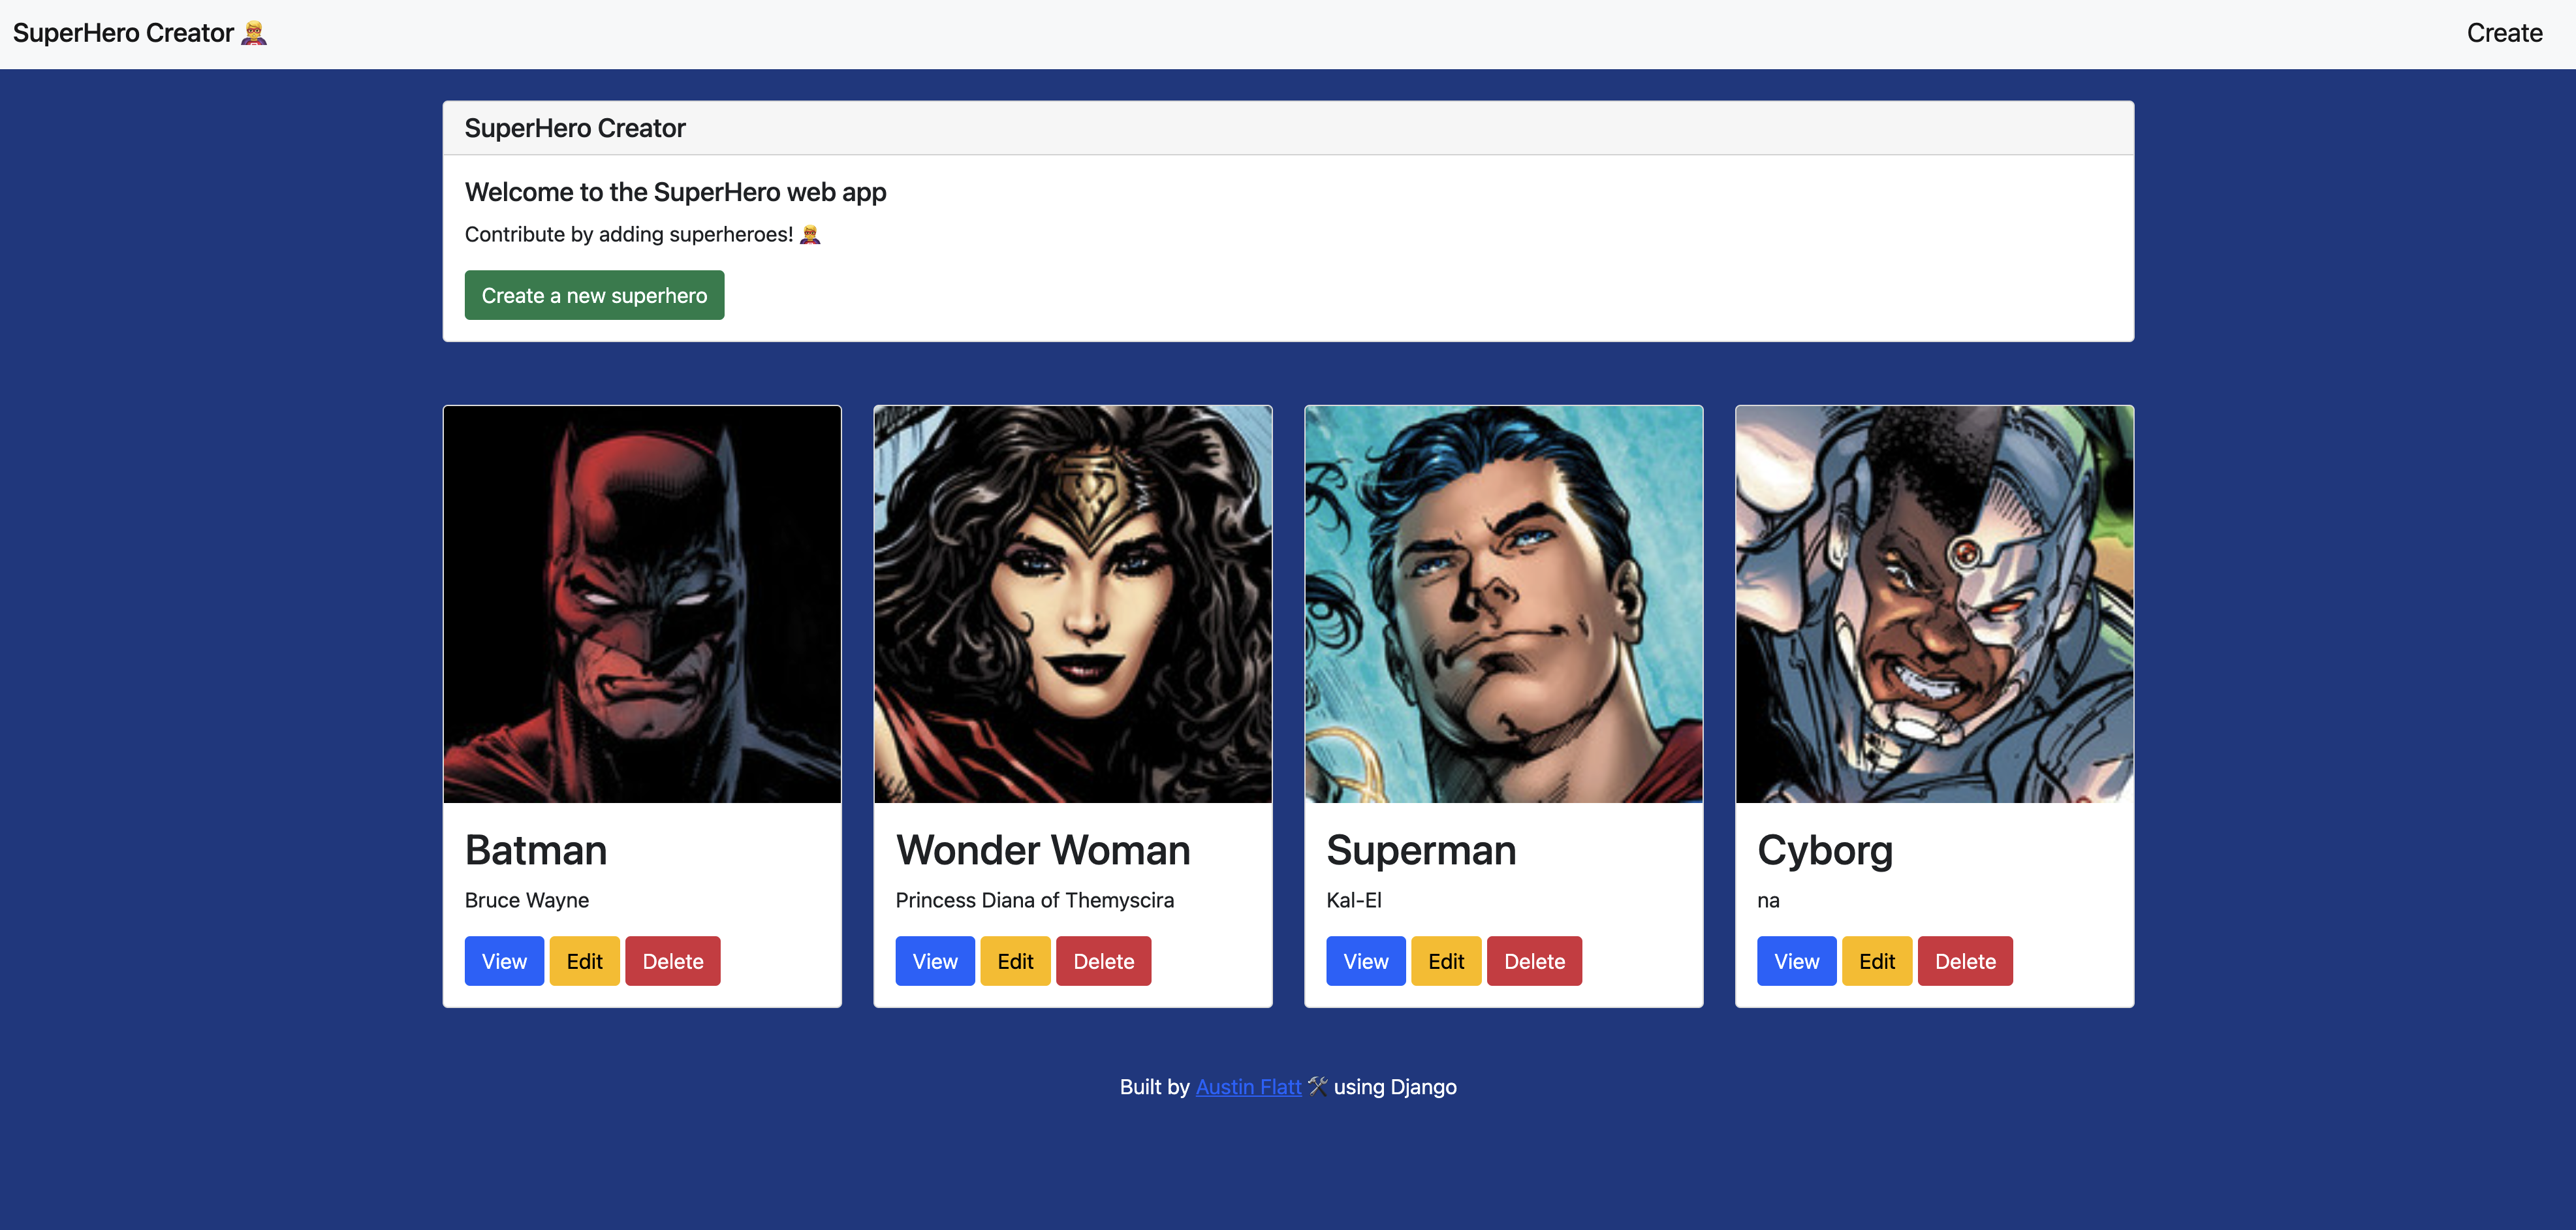 SuperHero Creator 🦸 Create
SuperHero Creator
Welcome to the SuperHero web app
Contribute by adding superheroes! 🦸
Create a new superhero
Batman
Bruce Wayne
View Edit Delete
Wonder Woman
Princess Diana of Themyscira
View Edit Delete
Superman
Kal-El
View Edit Delete
Cyborg
na
View Edit Delete
Built by Austin Flatt 🛠 using Django